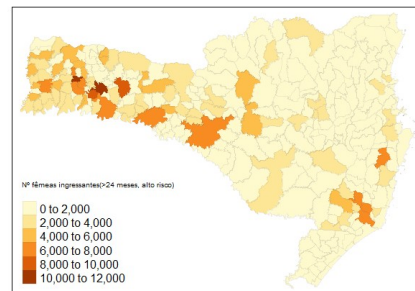 Nº fêmeas ingressantes(>24 meses, alto risco)
0 to 2,000
2,000 to 4,000
4,000 to 6,000
6,000 to 8,000
8,000 to 10,000
10,000 to 12,000